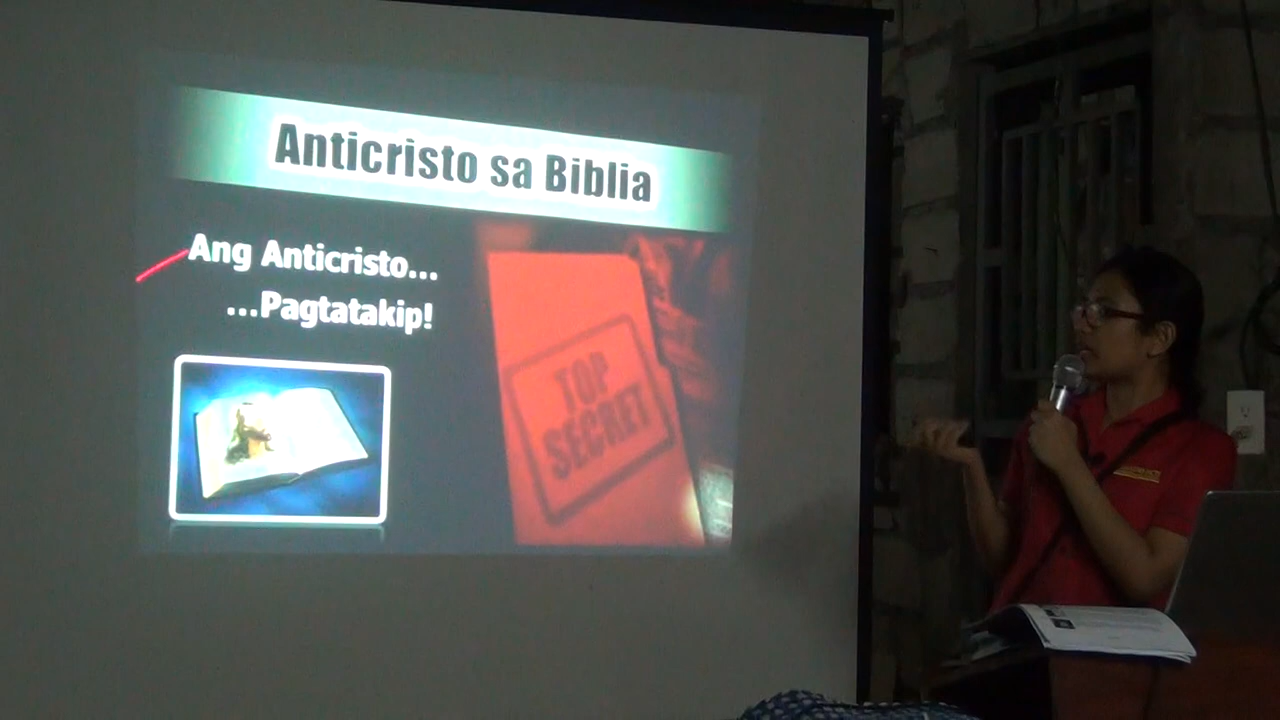 Anticristo sa Biblia
Ang Anticristo...
...Pagtatakip!
TOP
SECRET